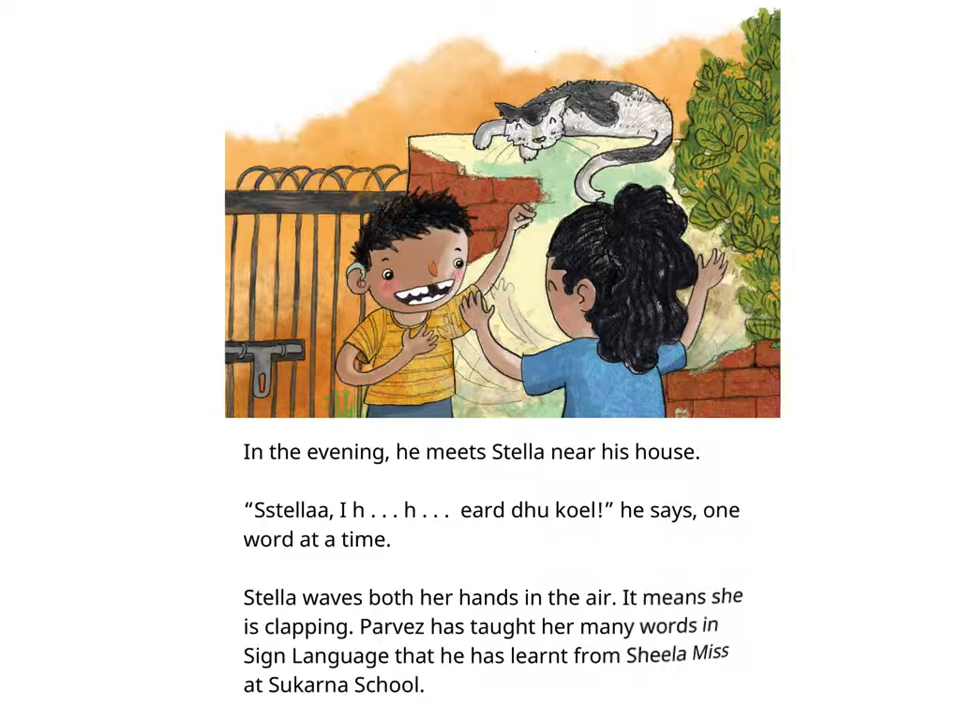 In the evening, he meets Stella near his house.
“Sstellaa, I h . . . h . . . eard dhu koel!” he says, one
word at a time.
Stella waves both her hands in the air. It means she
is clapping. Parvez has taught her many words in
Sign Language that he has learnt from Sheela Miss
at Sukarna School.